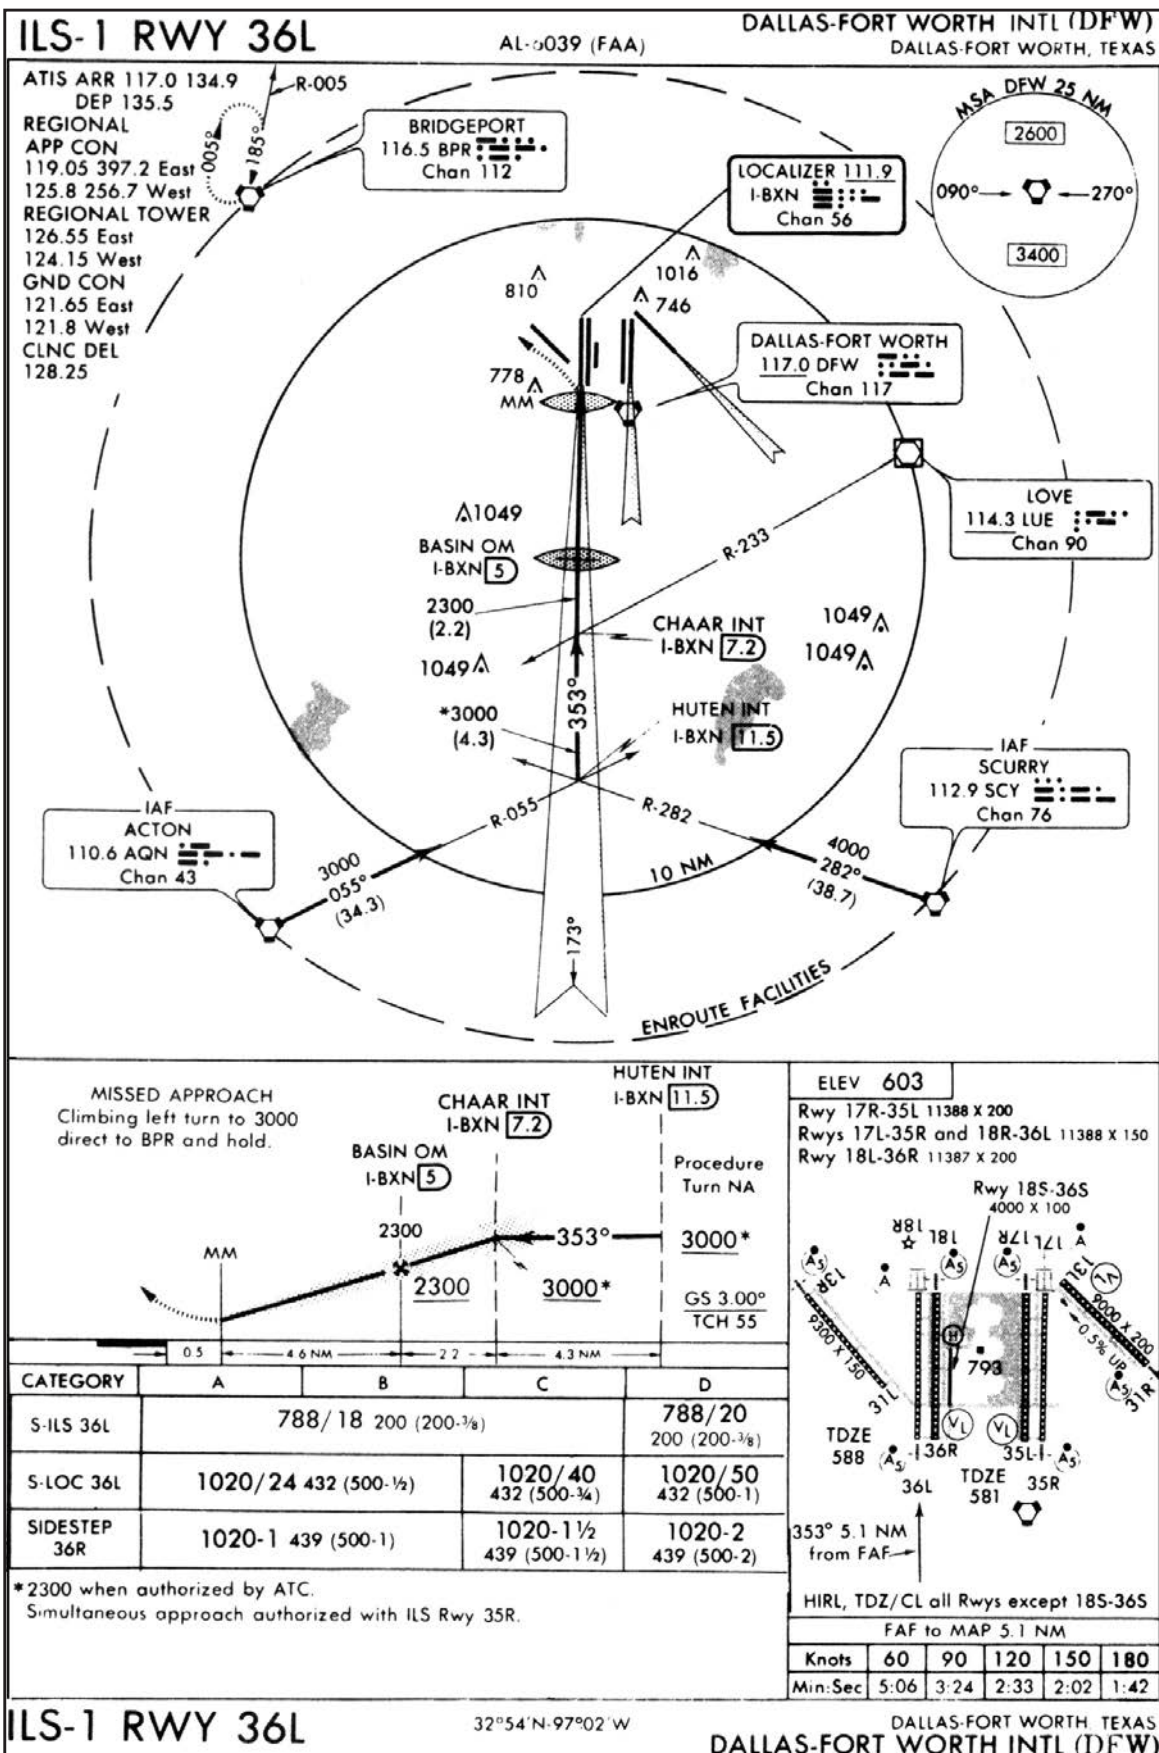 ILS-1 RWY 36L
AL-6039 (FAA)
DALLAS-FORT WORTH INTL (DFW)
DALLAS-FORT WORTH, TEXAS
ATIS ARR 117.0 134.9
DEP 135.5
REGIONAL
APP CON
119.05 397.2 East
125.8 256.7 West
REGIONAL TOWER
126.55 East
124.15 West
GND CON
121.65 East
121.8 West
CLNC DEL
128.25
R-005
005°
185°
BRIDGEPORT
116.5 BPR
Chan 112
LOCALIZER 111.9
I-BXN
Chan 56
MSA DFW 25 NM
2600
090°
270°
3400
810
1016
746
778
MM
DALLAS-FORT WORTH
117.0 DFW
Chan 117
LOVE
114.3 LUE
Chan 90
1049
BASIN OM
I-BXN 5
R-233
2300
(2.2)
CHAAR INT
I-BXN 7.2
1049
1049
1049
353°
*3000
(4.3)
HUTEN INT
I-BXN 11.5
IAF
SCURRY
112.9 SCY
Chan 76
IAF
ACTON
110.6 AQN
Chan 43
R-055
R-282
3000
055°
(34.3)
4000
282°
(38.7)
10 NM
173°
ENROUTE FACILITIES
MISSED APPROACH
Climbing left turn to 3000
direct to BPR and hold.
HUTEN INT
I-BXN 11.5
CHAAR INT
I-BXN 7.2
BASIN OM
I-BXN 5
Procedure
Turn NA
MM
2300
353°
3000*
2300
3000*
GS 3.00°
TCH 55
0.5
4.6 NM
2.2
4.3 NM
CATEGORY A B C D
S-ILS 36L 788/18 200 (200-⅜) 788/20 200 (200-⅜)
S-LOC 36L 1020/24 432 (500-½) 1020/40 432 (500-¾) 1020/50 432 (500-1)
SIDESTEP 36R 1020-1 439 (500-1) 1020-1½ 439 (500-1½) 1020-2 439 (500-2)
*2300 when authorized by ATC.
Simultaneous approach authorized with ILS Rwy 35R.
ELEV 603
Rwy 17R-35L 11388 X 200
Rwys 17L-35R and 18R-36L 11388 X 150
Rwy 18L-36R 11387 X 200
Rwy 18S-36S
4000 X 100
18R
18L
17R
17L
A
A
A5
A5
A5
13R
13L
VL
9300 X 150
9000 X 200
0.5% UP
H
793
31L
31R
A5
VL
VL
TDZE
588
A5
36R
35L
A5
36L
TDZE
581
35R
353° 5.1 NM
from FAF
HIRL, TDZ/CL all Rwys except 18S-36S
FAF to MAP 5.1 NM
Knots 60 90 120 150 180
Min:Sec 5:06 3:24 2:33 2:02 1:42
ILS-1 RWY 36L
32°54'N-97°02'W
DALLAS-FORT WORTH TEXAS
DALLAS-FORT WORTH INTL (DFW)